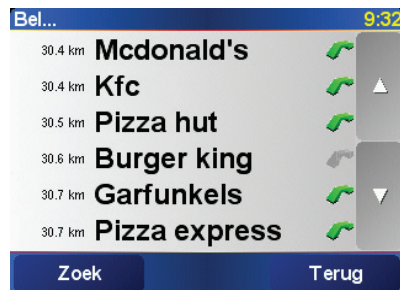 Bel... 9:32
30.4 km Mcdonald's
30.4 km Kfc
30.5 km Pizza hut
30.6 km Burger king
30.7 km Garfunkels
30.7 km Pizza express
Zoek Terug